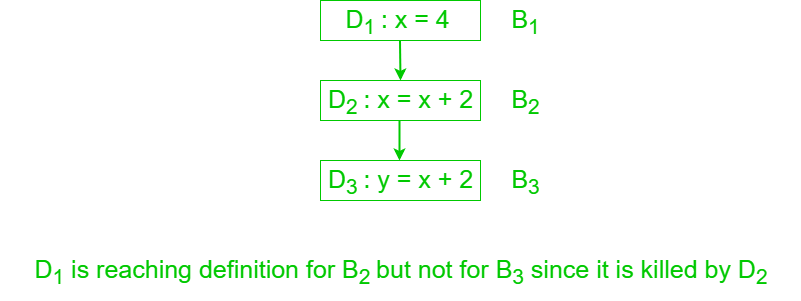 D₁ : x = 4 B₁
D₂ : x = x + 2 B₂
D₃ : y = x + 2 B₃
D₁ is reaching definition for B₂ but not for B₃ since it is killed by D₂